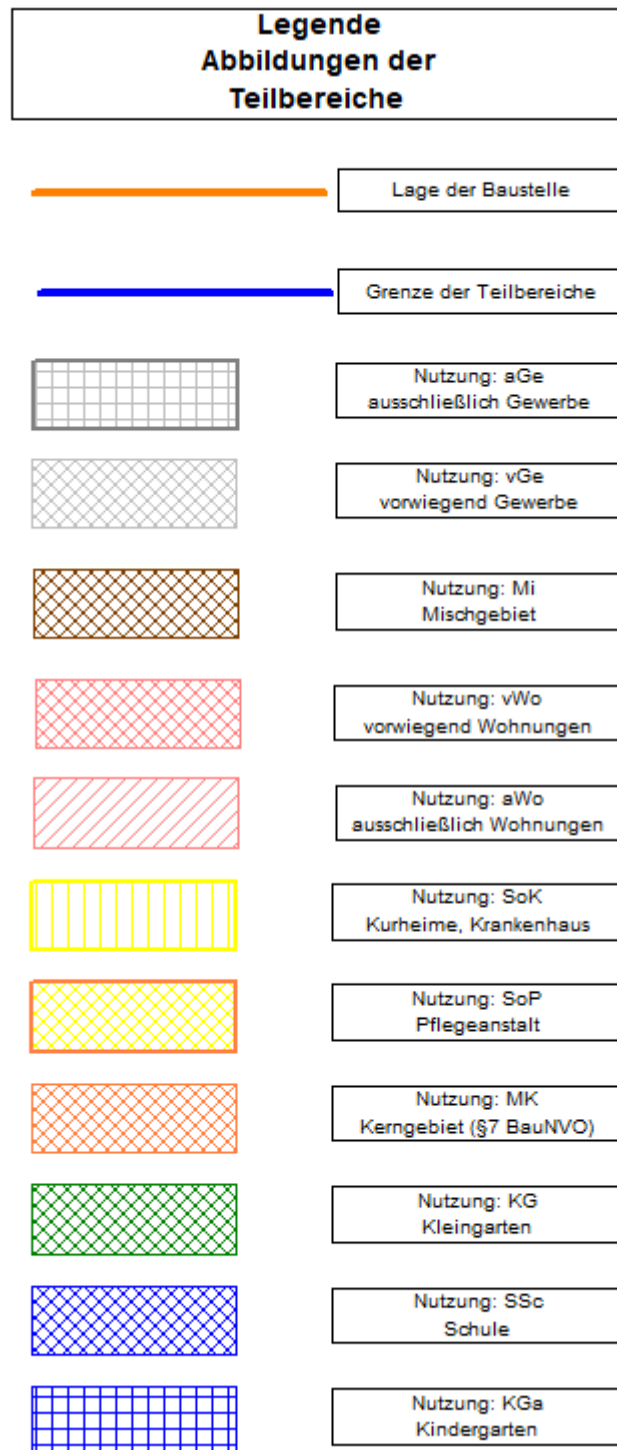 Legende
Abbildungen der
Teilbereiche
Lage der Baustelle
Grenze der Teilbereiche
Nutzung: aGe
ausschließlich Gewerbe
Nutzung: vGe
vorwiegend Gewerbe
Nutzung: Mi
Mischgebiet
Nutzung: vWo
vorwiegend Wohnungen
Nutzung: aWo
ausschließlich Wohnungen
Nutzung: SoK
Kurheime, Krankenhaus
Nutzung: SoP
Pflegeanstalt
Nutzung: MK
Kerngebiet (§7 BauNVO)
Nutzung: KG
Kleingarten
Nutzung: SSc
Schule
Nutzung: KGa
Kindergarten